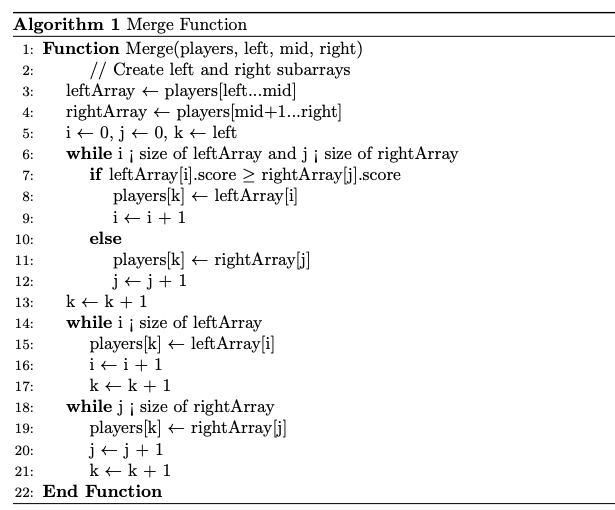 Algorithm 1 Merge Function
1: Function Merge(players, left, mid, right)
2: // Create left and right subarrays
3: leftArray ← players[left...mid]
4: rightArray ← players[mid+1...right]
5: i ← 0, j ← 0, k ← left
6: while i ¡ size of leftArray and j ¡ size of rightArray
7: if leftArray[i].score ≥ rightArray[j].score
8: players[k] ← leftArray[i]
9: i ← i + 1
10: else
11: players[k] ← rightArray[j]
12: j ← j + 1
13: k ← k + 1
14: while i ¡ size of leftArray
15: players[k] ← leftArray[i]
16: i ← i + 1
17: k ← k + 1
18: while j ¡ size of rightArray
19: players[k] ← rightArray[j]
20: j ← j + 1
21: k ← k + 1
22: End Function